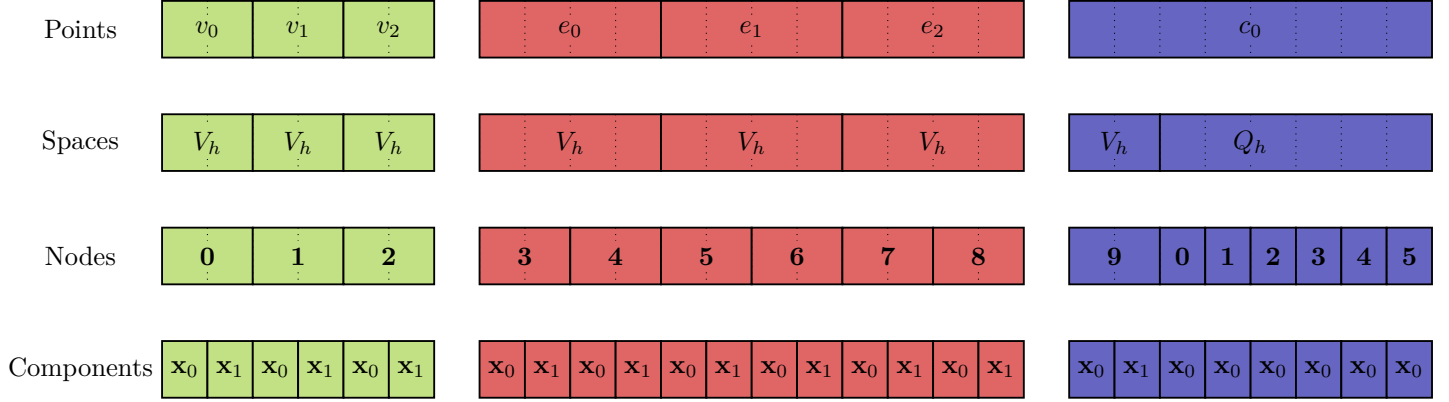 Points v₀ v₁ v₂ e₀ e₁ e₂ c₀
Spaces Vₕ Vₕ Vₕ Vₕ Vₕ Vₕ Vₕ Qₕ
Nodes 0 1 2 3 4 5 6 7 8 9 0 1 2 3 4 5
Components x₀ x₁ x₀ x₁ x₀ x₁ x₀ x₁ x₀ x₁ x₀ x₁ x₀ x₁ x₀ x₁ x₀ x₁ x₀ x₁ x₀ x₀ x₀ x₀ x₀ x₀